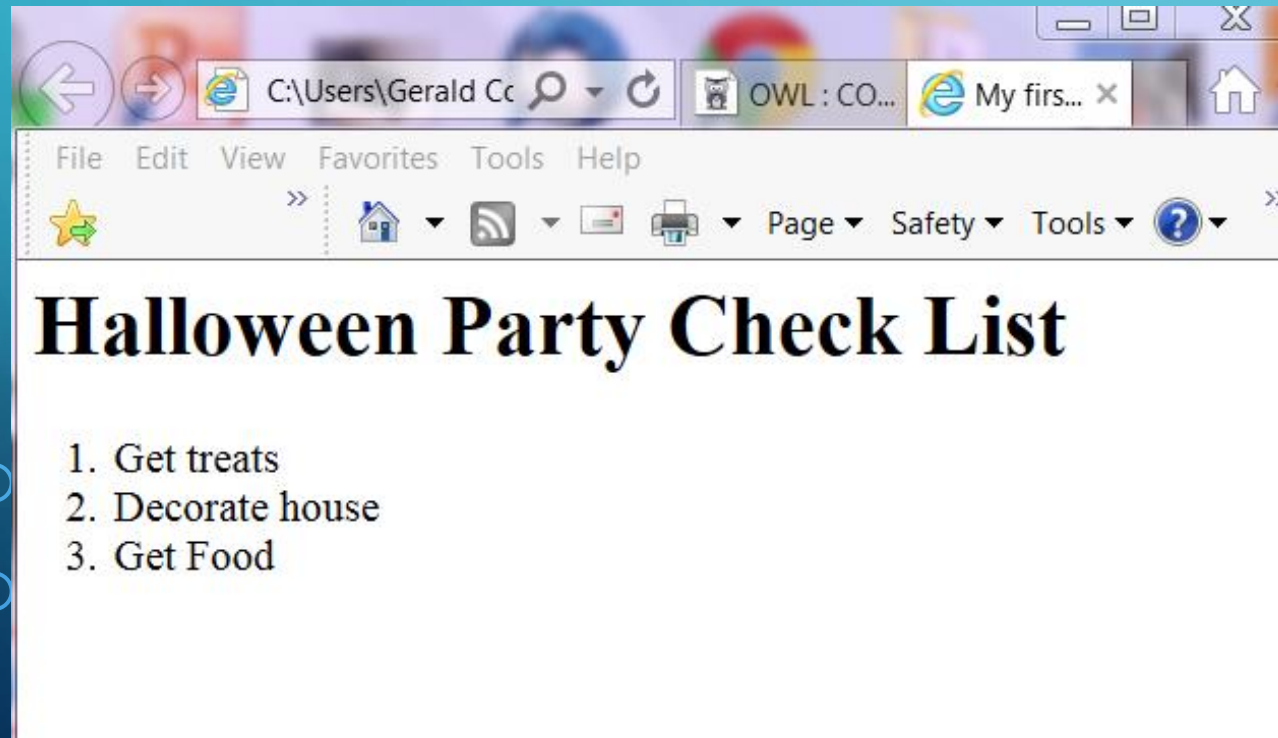 C:\Users\Gerald Cc
OWL : CO...
My firs...
File Edit View Favorites Tools Help
Page Safety Tools
Halloween Party Check List
1. Get treats
2. Decorate house
3. Get Food